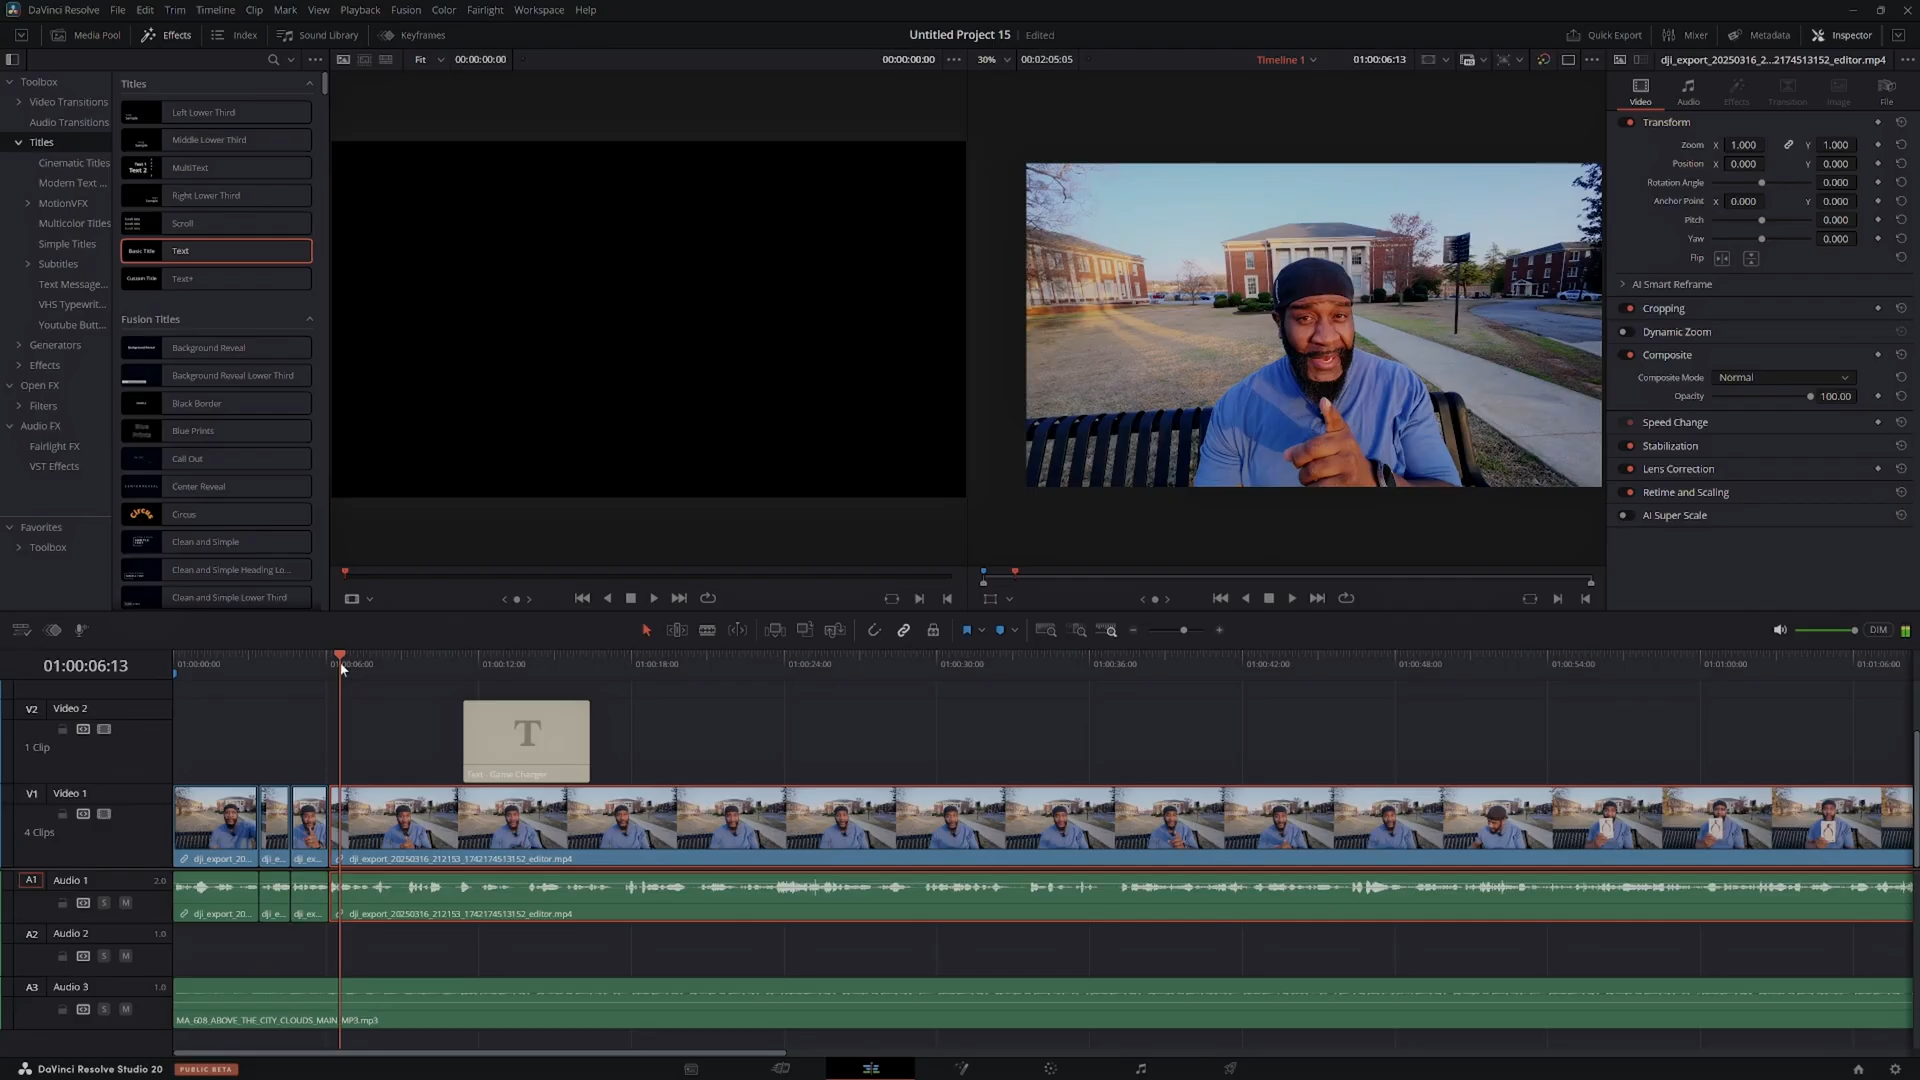 DaVinci Resolve File Edit Trim Timeline Clip Mark View Playback Fusion Color Fairlight Workspace Help
Media Pool Effects Index Sound Library Keyframes Untitled Project 15 Edited Quick Export Mixer Metadata Inspector
Fit 00:00:00:00 00:00:00:00 30% 00:02:05:05 Timeline 1 01:00:06:13 dji_export_20250316_2...2174513152_editor.mp4
Toolbox
Video Transitions
Audio Transitions
Titles
Cinematic Titles
Modern Text ...
MotionVFX
Multicolor Titles
Simple Titles
Subtitles
Text Message...
VHS Typewrit...
Youtube Butt...
Generators
Effects
Open FX
Filters
Audio FX
Fairlight FX
VST Effects
Favorites
Toolbox
Titles
Left Lower Third
Middle Lower Third
MultiText
Right Lower Third
Scroll
Basic Title Text
Custom Title Text+
Fusion Titles
Background Reveal
Background Reveal Lower Third
Black Border
Blue Prints
Call Out
Center Reveal
Circus
Clean and Simple
Clean and Simple Heading Lo...
Clean and Simple Lower Third
Video Audio Effects Transition Image File
Transform
Zoom X 1.000 Y 1.000
Position X 0.000 Y 0.000
Rotation Angle 0.000
Anchor Point X 0.000 Y 0.000
Pitch 0.000
Yaw 0.000
Flip
AI Smart Reframe
Cropping
Dynamic Zoom
Composite
Composite Mode Normal
Opacity 100.00
Speed Change
Stabilization
Lens Correction
Retime and Scaling
AI Super Scale
DIM
01:00:06:13 01:00:00:00 01:00:06:00 01:00:12:00 01:00:18:00 01:00:24:00 01:00:30:00 01:00:36:00 01:00:42:00 01:00:48:00 01:00:54:00 01:01:00:00 01:01:06:00
V2 Video 2
1 Clip
T
Text - Game Changer
V1 Video 1
4 Clips
dji_export_20... dji_e... dji_ex... dji_export_20250316_212153_1742174513152_editor.mp4
A1 Audio 1 2.0
S M
dji_export_20... dji_e... dji_ex... dji_export_20250316_212153_1742174513152_editor.mp4
A2 Audio 2 1.0
S M
A3 Audio 3 1.0
S M
MA_608_ABOVE_THE_CITY_CLOUDS_MAIN_MP3.mp3
DaVinci Resolve Studio 20 PUBLIC BETA